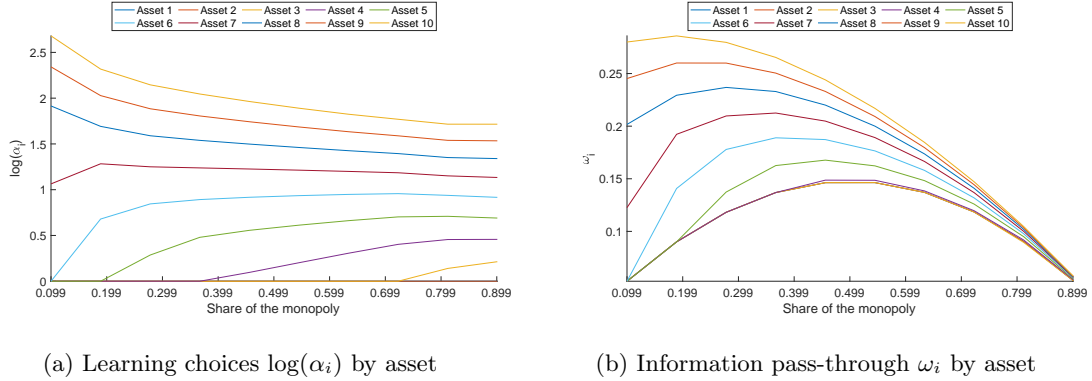 Asset 1 Asset 2 Asset 3 Asset 4 Asset 5
Asset 6 Asset 7 Asset 8 Asset 9 Asset 10
2.5
2
1.5
1
0.5
0
log(α_i)
0.099 0.199 0.299 0.399 0.499 0.599 0.699 0.799 0.899
Share of the monopoly
(a) Learning choices log(α_i) by asset
Asset 1 Asset 2 Asset 3 Asset 4 Asset 5
Asset 6 Asset 7 Asset 8 Asset 9 Asset 10
0.25
0.2
0.15
0.1
ω_i
0.099 0.199 0.299 0.399 0.499 0.599 0.699 0.799 0.899
Share of the monopoly
(b) Information pass-through ω_i by asset